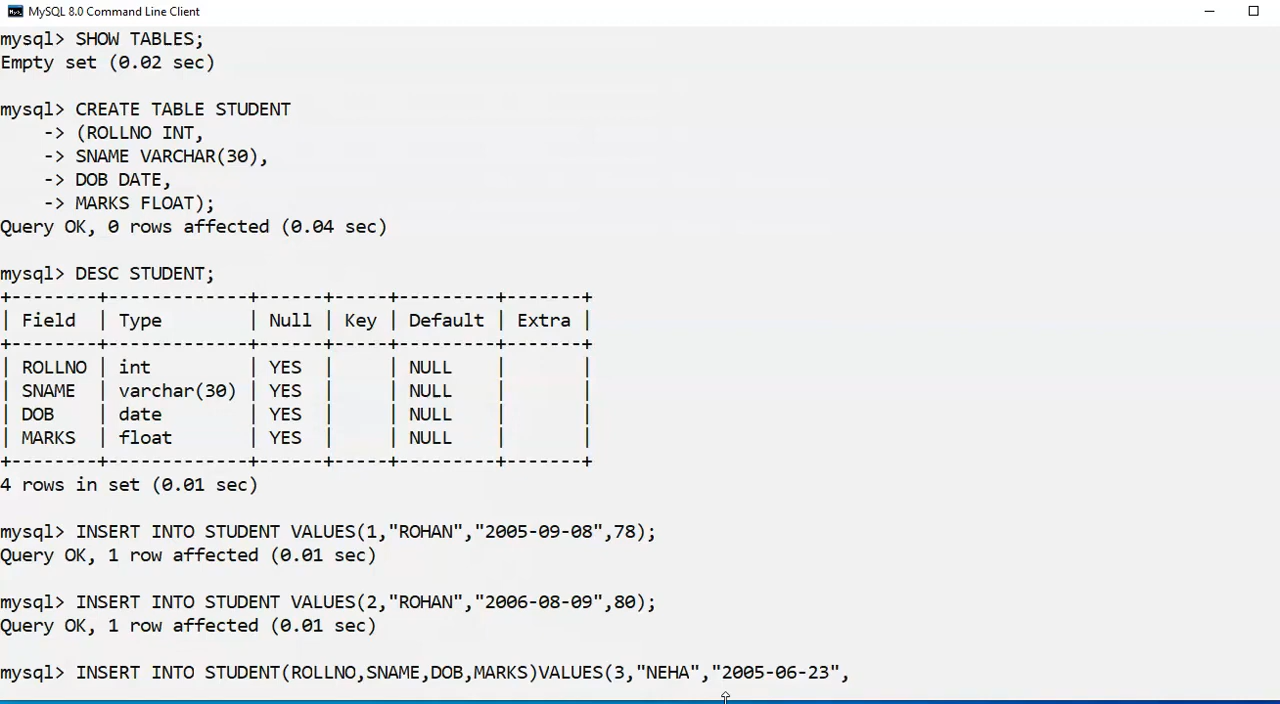 MySQL 8.0 Command Line Client
mysql> SHOW TABLES;
Empty set (0.02 sec)
mysql> CREATE TABLE STUDENT
    -> (ROLLNO INT,
    -> SNAME VARCHAR(30),
    -> DOB DATE,
    -> MARKS FLOAT);
Query OK, 0 rows affected (0.04 sec)
mysql> DESC STUDENT;
+--------+-------------+------+-----+---------+-------+
| Field  | Type        | Null | Key | Default | Extra |
+--------+-------------+------+-----+---------+-------+
| ROLLNO | int         | YES  |     | NULL    |       |
| SNAME  | varchar(30) | YES  |     | NULL    |       |
| DOB    | date        | YES  |     | NULL    |       |
| MARKS  | float       | YES  |     | NULL    |       |
+--------+-------------+------+-----+---------+-------+
4 rows in set (0.01 sec)
mysql> INSERT INTO STUDENT VALUES(1,"ROHAN","2005-09-08",78);
Query OK, 1 row affected (0.01 sec)
mysql> INSERT INTO STUDENT VALUES(2,"ROHAN","2006-08-09",80);
Query OK, 1 row affected (0.01 sec)
mysql> INSERT INTO STUDENT(ROLLNO,SNAME,DOB,MARKS)VALUES(3,"NEHA","2005-06-23",